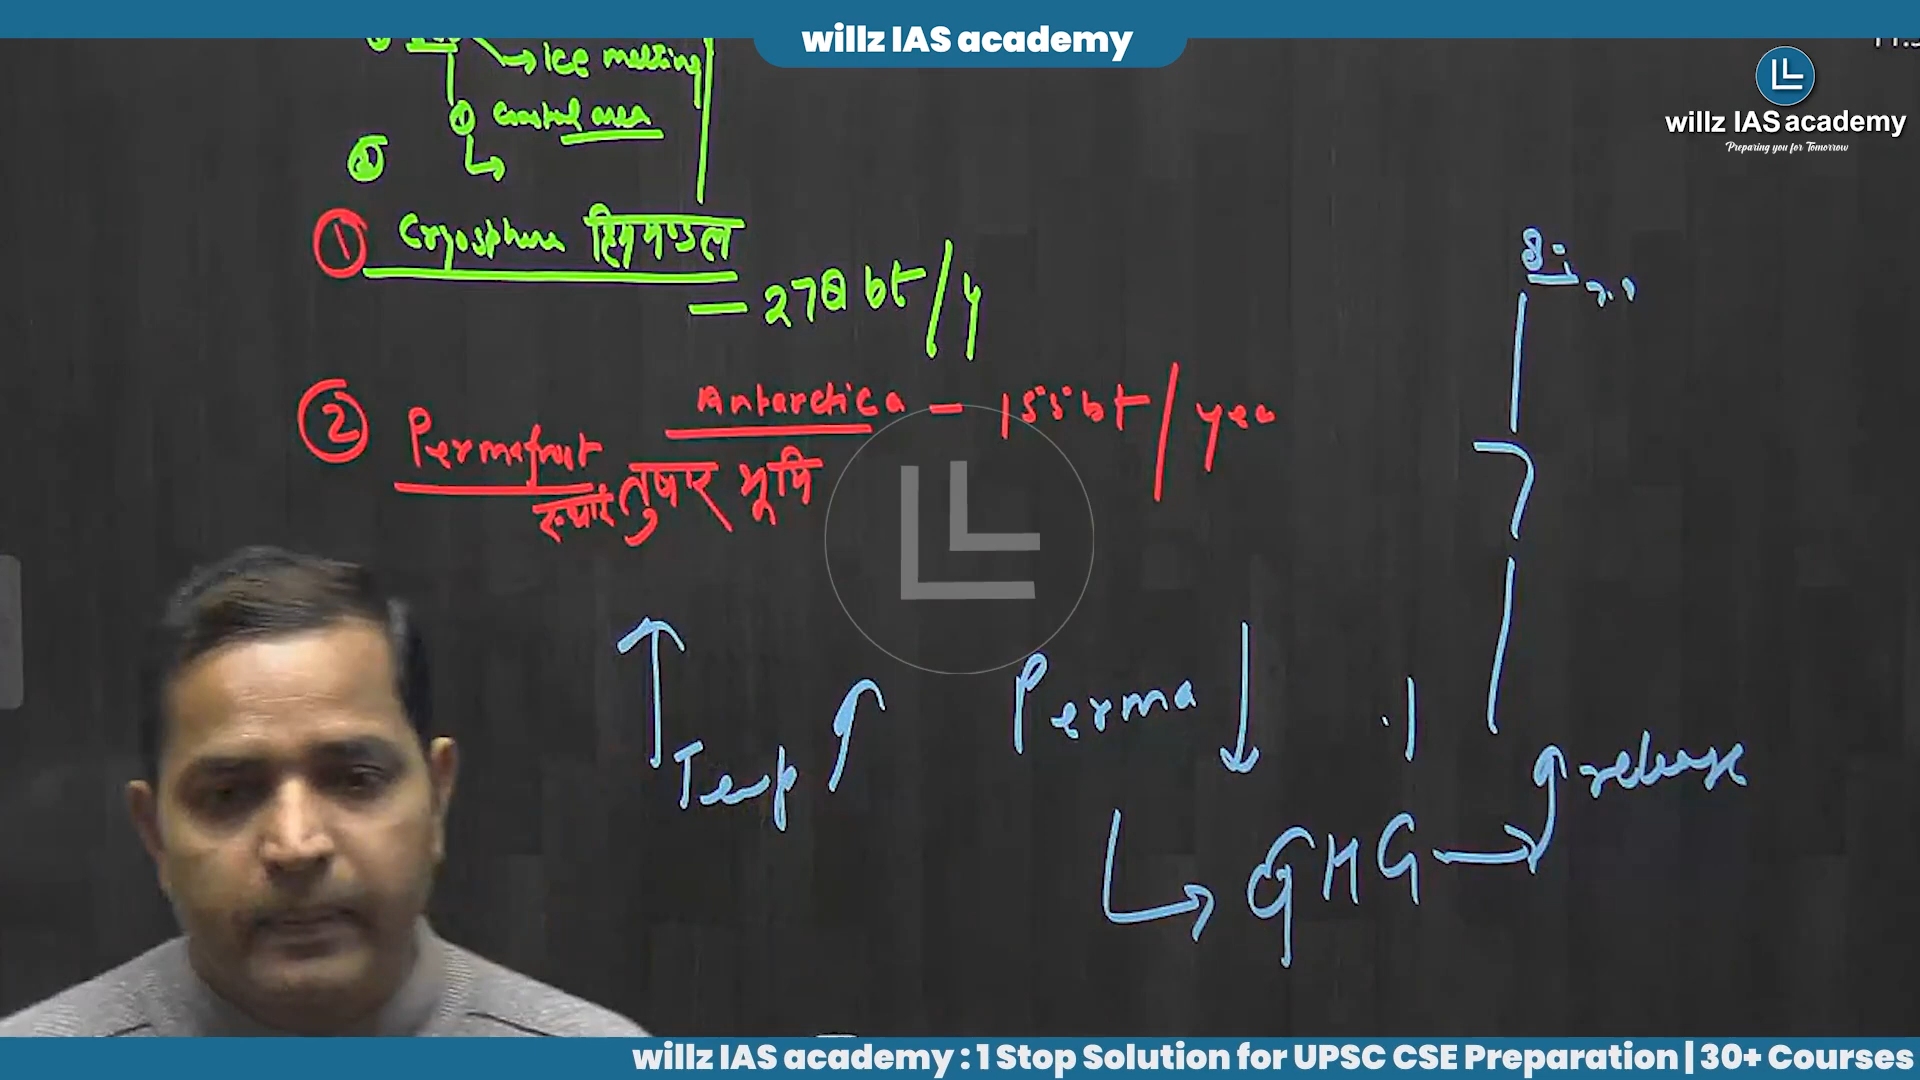 willz IAS academy
→ Ice melting
Coastal area
willz IAS academy
Preparing you for Tomorrow
① Cryosphere हिममण्डल
— 278 bt/y
Antarctica — 155 bt/year
② Permafrost
स्थाई तुषार भूमि
Perma ↓
↑ Temp
release
GHG →
willz IAS academy : 1 Stop Solution for UPSC CSE Preparation | 30+ Courses